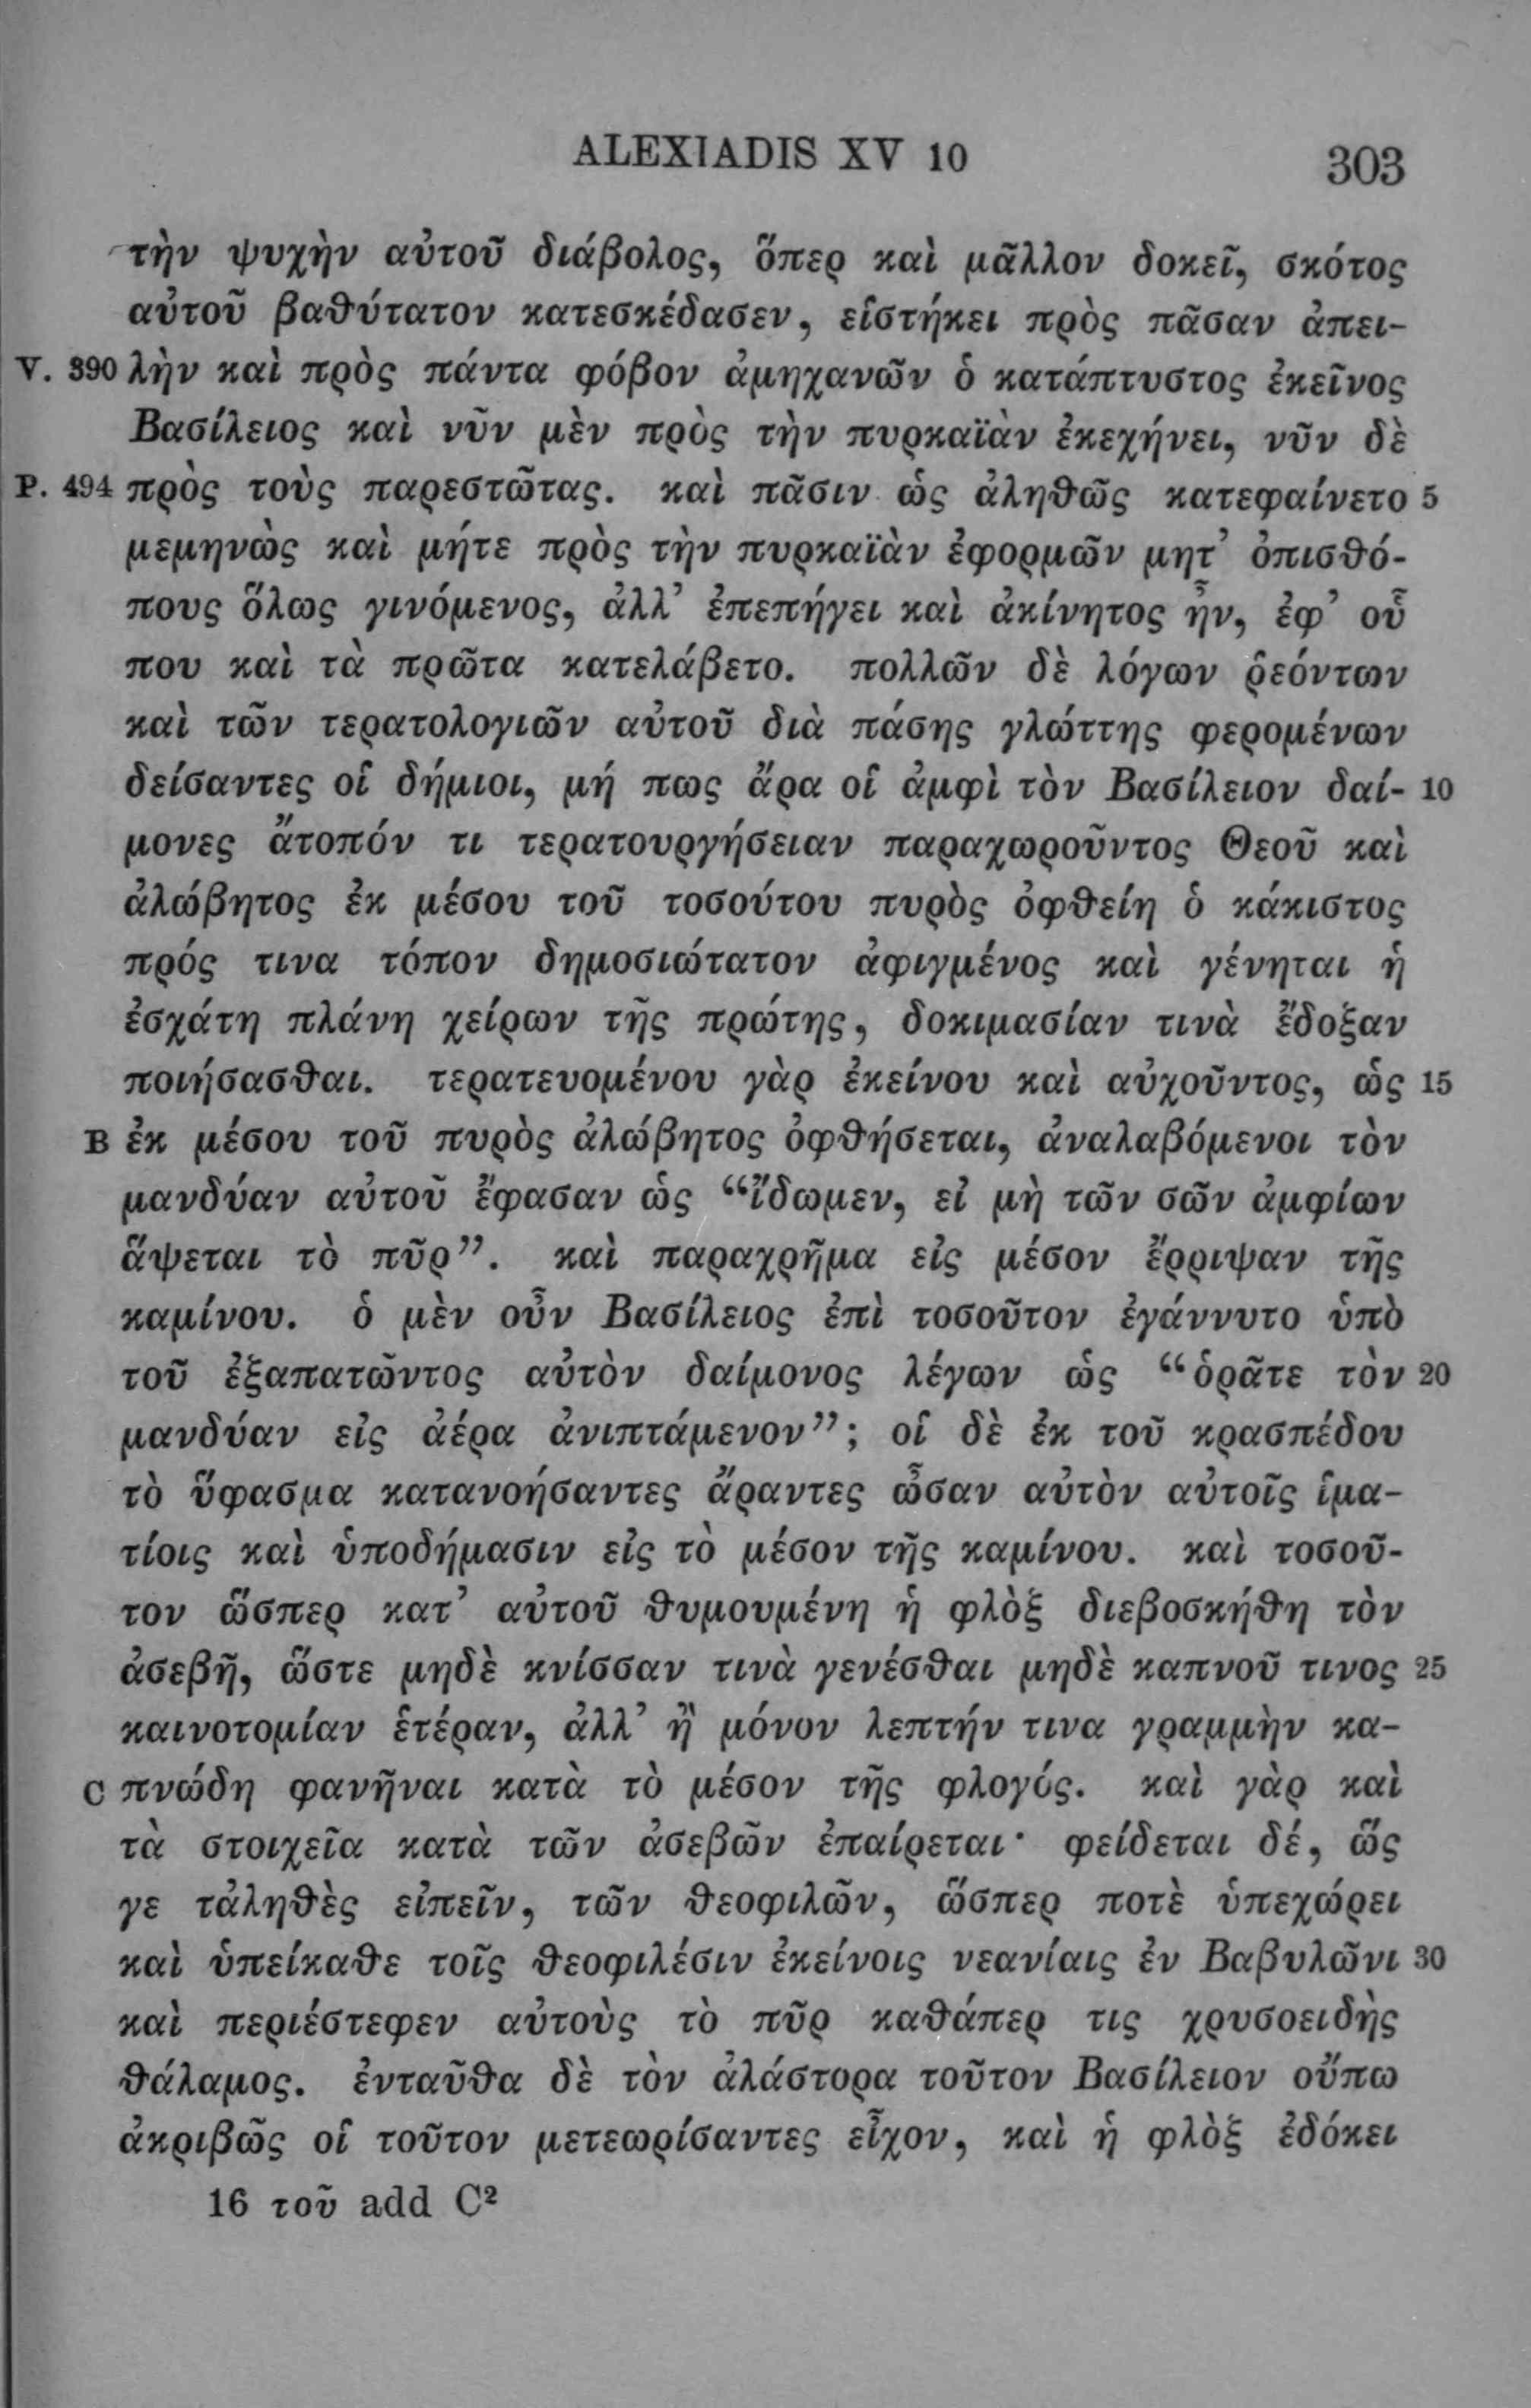 ALEXIADIS XV 10 303
τὴν ψυχὴν αὐτοῦ διάβολος, ὅπερ καὶ μᾶλλον δοκεῖ, σκότος
αὐτοῦ βαθύτατον κατεσκέδασεν, εἱστήκει πρὸς πᾶσαν ἀπει-
V. 390 λὴν καὶ πρὸς πάντα φόβον ἀμηχανῶν ὁ κατάπτυστος ἐκεῖνος
Βασίλειος καὶ νῦν μὲν πρὸς τὴν πυρκαϊὰν ἐκεχήνει, νῦν δὲ
P. 494 πρὸς τοὺς παρεστῶτας. καὶ πᾶσιν ὡς ἀληθῶς κατεφαίνετο 5
μεμηνὼς καὶ μήτε πρὸς τὴν πυρκαϊὰν ἐφορμῶν μητ’ ὀπισθό-
πους ὅλως γινόμενος, ἀλλ’ ἐπεπήγει καὶ ἀκίνητος ἦν, ἐφ’ οὗ
που καὶ τὰ πρῶτα κατελάβετο. πολλῶν δὲ λόγων ῥεόντων
καὶ τῶν τερατολογιῶν αὐτοῦ διὰ πάσης γλώττης φερομένων
δείσαντες οἱ δήμιοι, μή πως ἄρα οἱ ἀμφὶ τὸν Βασίλειον δαί- 10
μονες ἄτοπόν τι τερατουργήσειαν παραχωροῦντος Θεοῦ καὶ
ἀλώβητος ἐκ μέσου τοῦ τοσούτου πυρὸς ὀφθείη ὁ κάκιστος
πρός τινα τόπον δημοσιώτατον ἀφιγμένος καὶ γένηται ἡ
ἐσχάτη πλάνη χείρων τῆς πρώτης, δοκιμασίαν τινὰ ἔδοξαν
ποιήσασθαι. τερατευομένου γὰρ ἐκείνου καὶ αὐχοῦντος, ὡς 15
B ἐκ μέσου τοῦ πυρὸς ἀλώβητος ὀφθήσεται, ἀναλαβόμενοι τὸν
μανδύαν αὐτοῦ ἔφασαν ὡς “ἴδωμεν, εἰ μὴ τῶν σῶν ἀμφίων
ἅψεται τὸ πῦρ”. καὶ παραχρῆμα εἰς μέσον ἔρριψαν τῆς
καμίνου. ὁ μὲν οὖν Βασίλειος ἐπὶ τοσοῦτον ἐγάννυτο ὑπὸ
τοῦ ἐξαπατῶντος αὐτὸν δαίμονος λέγων ὡς “ὁρᾶτε τὸν 20
μανδύαν εἰς ἀέρα ἀνιπτάμενον”; οἱ δὲ ἐκ τοῦ κρασπέδου
τὸ ὕφασμα κατανοήσαντες ἄραντες ὦσαν αὐτὸν αὐτοῖς ἱμα-
τίοις καὶ ὑποδήμασιν εἰς τὸ μέσον τῆς καμίνου. καὶ τοσοῦ-
τον ὥσπερ κατ’ αὐτοῦ θυμουμένη ἡ φλὸξ διεβοσκήθη τὸν
ἀσεβῆ, ὥστε μηδὲ κνίσσαν τινὰ γενέσθαι μηδὲ καπνοῦ τινος 25
καινοτομίαν ἑτέραν, ἀλλ’ ἢ μόνον λεπτήν τινα γραμμὴν κα-
C πνώδη φανῆναι κατὰ τὸ μέσον τῆς φλογός. καὶ γὰρ καὶ
τὰ στοιχεῖα κατὰ τῶν ἀσεβῶν ἐπαίρεται· φείδεται δέ, ὥς
γε τἀληθὲς εἰπεῖν, τῶν θεοφιλῶν, ὥσπερ ποτὲ ὑπεχώρει
καὶ ὑπείκαθε τοῖς θεοφιλέσιν ἐκείνοις νεανίαις ἐν Βαβυλῶνι 30
καὶ περιέστεφεν αὐτοὺς τὸ πῦρ καθάπερ τις χρυσοειδὴς
θάλαμος. ἐνταῦθα δὲ τὸν ἀλάστορα τοῦτον Βασίλειον οὔπω
ἀκριβῶς οἱ τοῦτον μετεωρίσαντες εἶχον, καὶ ἡ φλὸξ ἐδόκει
16 τοῦ add C²